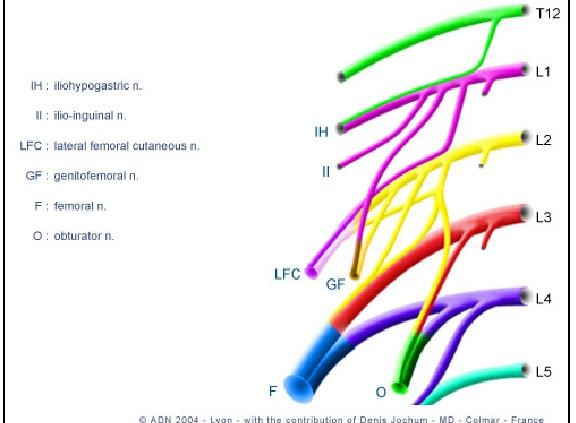 T12
L1
IH : iliohypogastric n.
II : ilio-inguinal n.
IH
L2
LFC : lateral femoral cutaneous n.
II
GF : genitofemoral n.
F : femoral n.
L3
O : obturator n.
LFC
GF
L4
L5
F
O
© ADN 2004 - Lyon - with the contribution of Denis Jochum - MD - Colmar - France